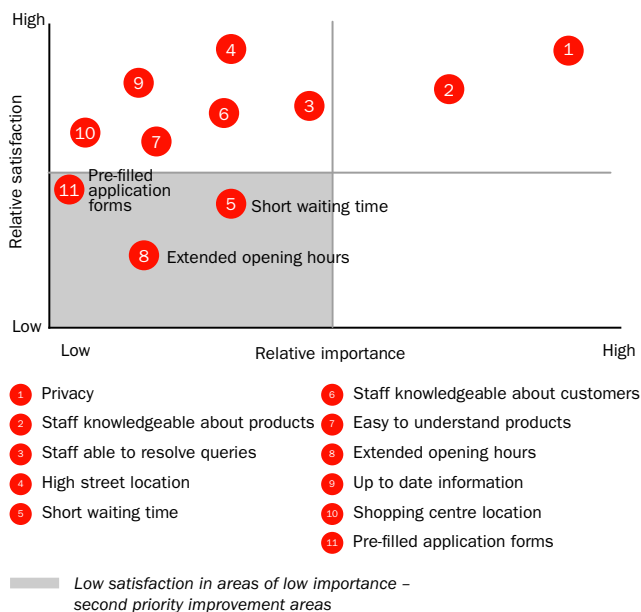 High
Relative satisfaction
Low
4
1
9
2
3
6
10
7
11
Pre-filled
application
forms
5
Short waiting time
8
Extended opening hours
Low
Relative importance
High
1 Privacy
2 Staff knowledgeable about products
3 Staff able to resolve queries
4 High street location
5 Short waiting time
6 Staff knowledgeable about customers
7 Easy to understand products
8 Extended opening hours
9 Up to date information
10 Shopping centre location
11 Pre-filled application forms
Low satisfaction in areas of low importance –
second priority improvement areas